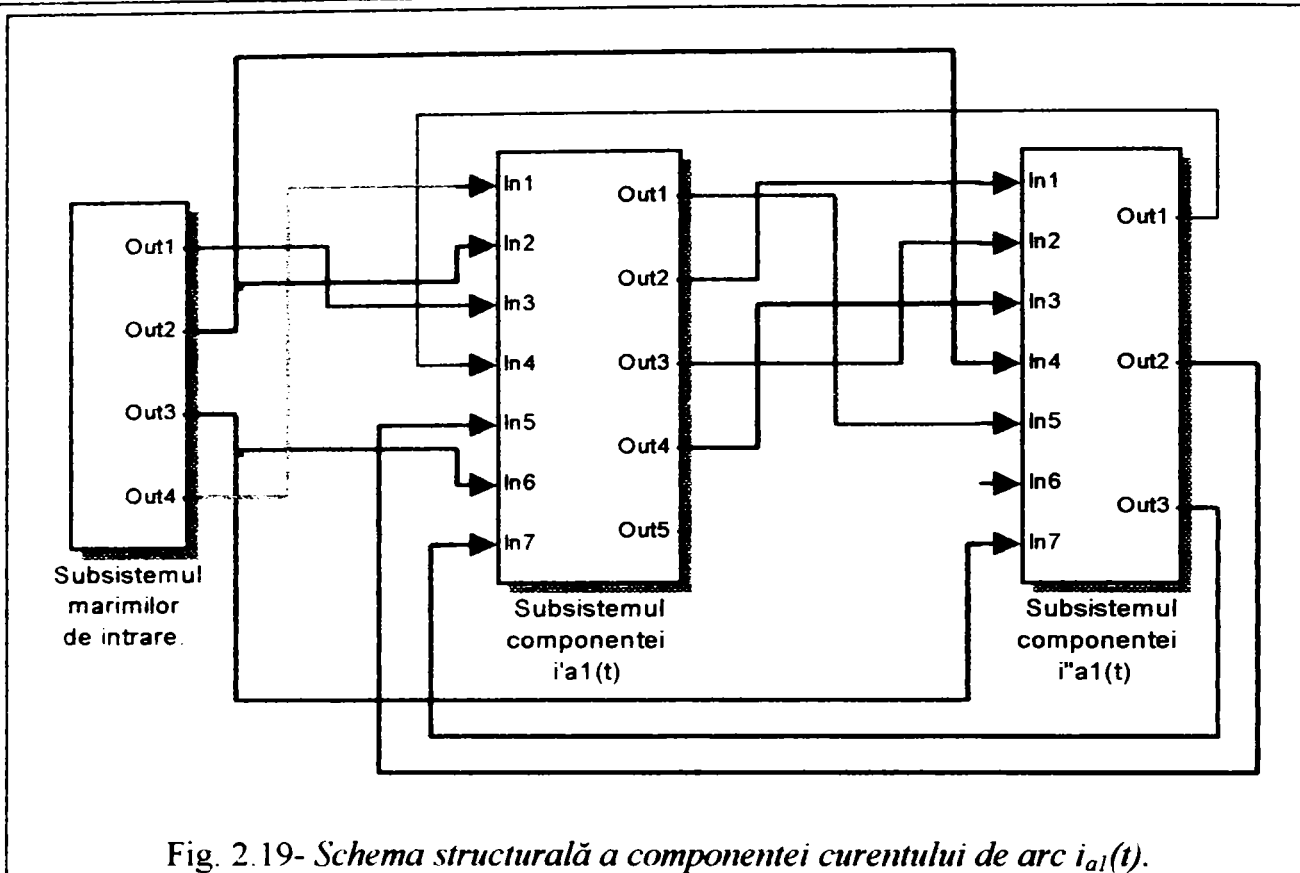 Out1
Out2
Out3
Out4
Subsistemul
marimilor
de intrare.
In1
In2
In3
In4
In5
In6
In7
Out1
Out2
Out3
Out4
Out5
Subsistemul
componentei
i'a1(t)
In1
In2
In3
In4
In5
In6
In7
Out1
Out2
Out3
Subsistemul
componentei
i"a1(t)
Fig. 2.19- Schema structurală a componentei curentului de arc ia1(t).